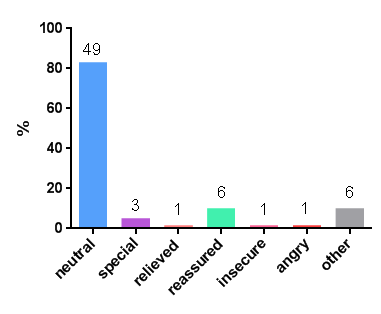 100
80
60
40
20
0
%
49
3
1
6
1
1
6
neutral
special
relieved
reassured
insecure
angry
other